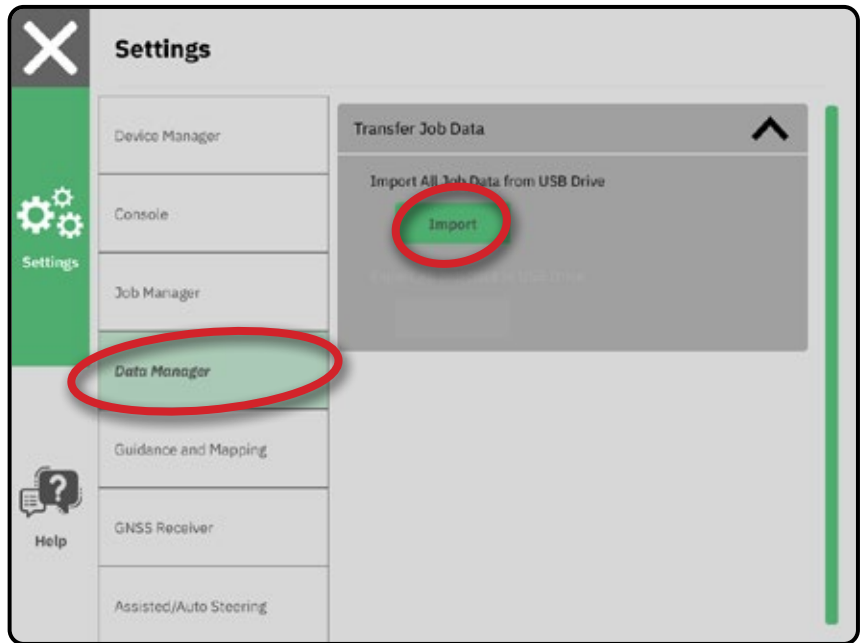 Settings
Device Manager
Transfer Job Data
Import All Job Data from USB Drive
Console
Import
Settings
Job Manager
Data Manager
Guidance and Mapping
GNSS Receiver
Help
Assisted/Auto Steering